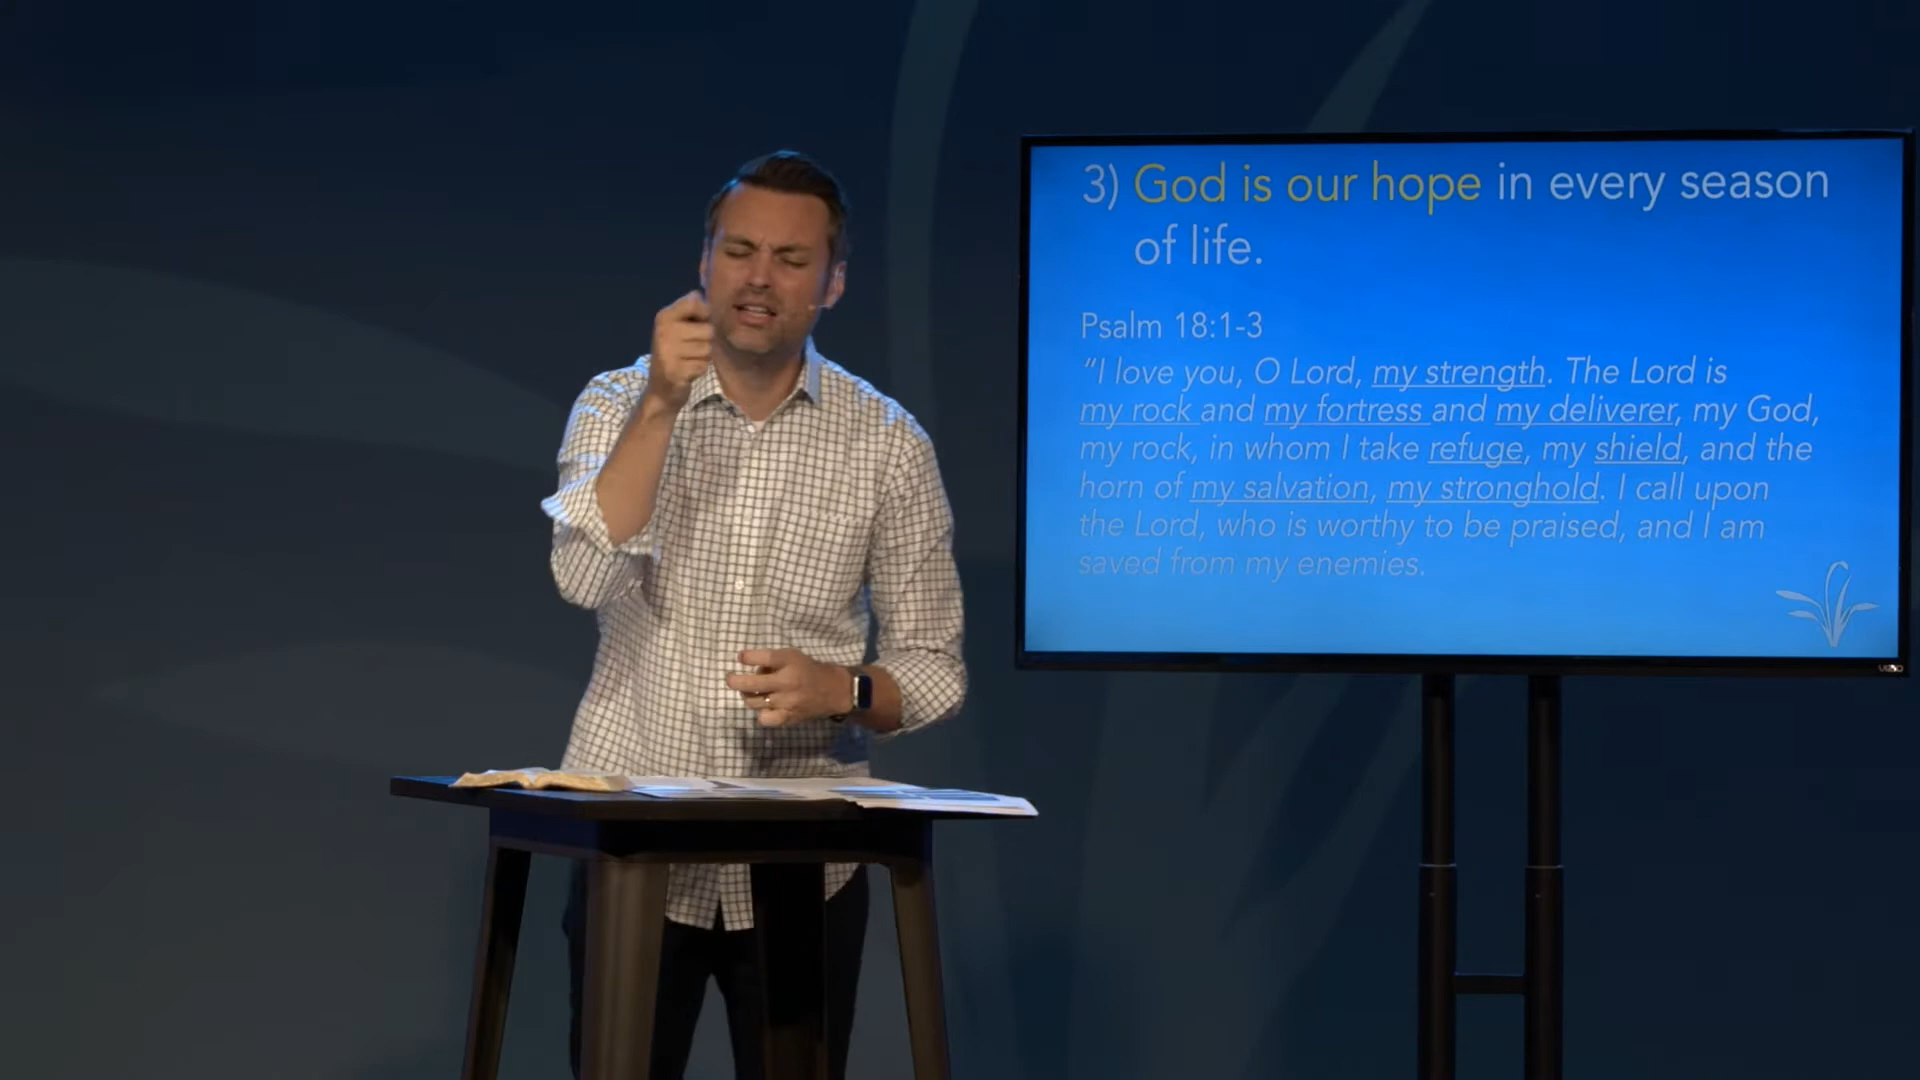 3) God is our hope in every season
of life.
Psalm 18:1-3
“I love you, O Lord, my strength. The Lord is
my rock and my fortress and my deliverer, my God,
my rock, in whom I take refuge, my shield, and the
horn of my salvation, my stronghold. I call upon
the Lord, who is worthy to be praised, and I am
saved from my enemies.
VIZIO